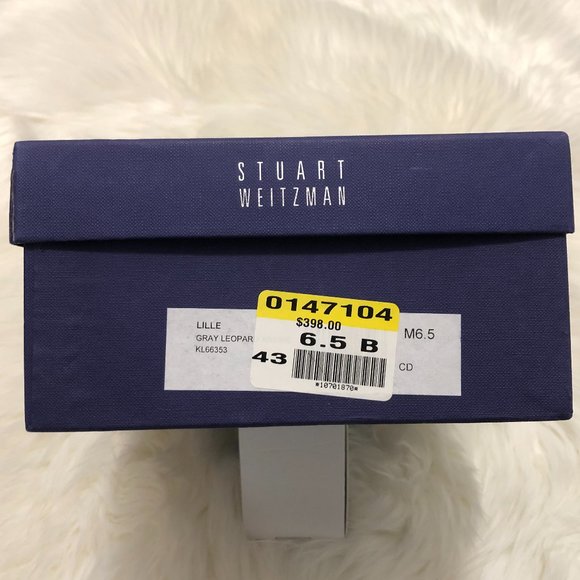 STUART
WEITZMAN
LILLE
GRAY LEOPAR
KL66353
0147104
$398.00
6.5 B
43
*10701870*
M6.5
CD